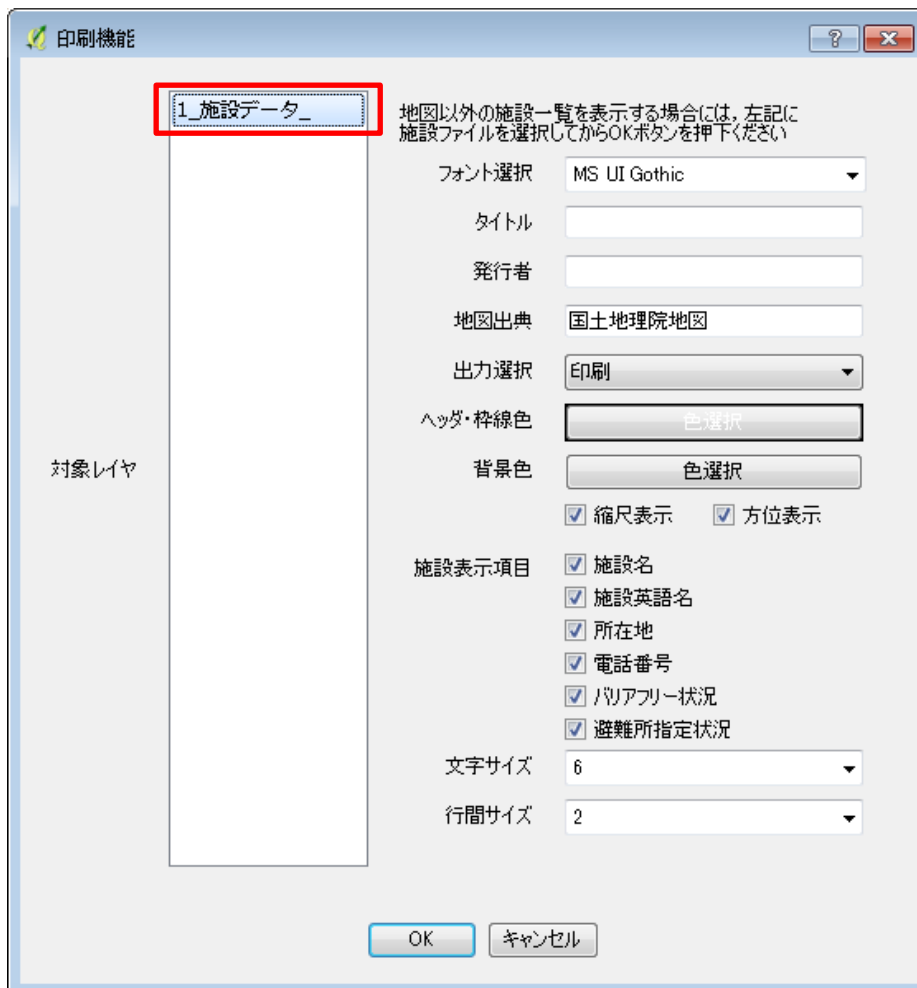 印刷機能
1_施設データ_
地図以外の施設一覧を表示する場合には,左記に
施設ファイルを選択してからOKボタンを押下ください
フォント選択 MS UI Gothic
タイトル
発行者
地図出典 国土地理院地図
出力選択 印刷
ヘッダ・枠線色 色選択
対象レイヤ
背景色 色選択
縮尺表示 方位表示
施設表示項目 施設名
施設英語名
所在地
電話番号
バリアフリー状況
避難所指定状況
文字サイズ 6
行間サイズ 2
OK キャンセル